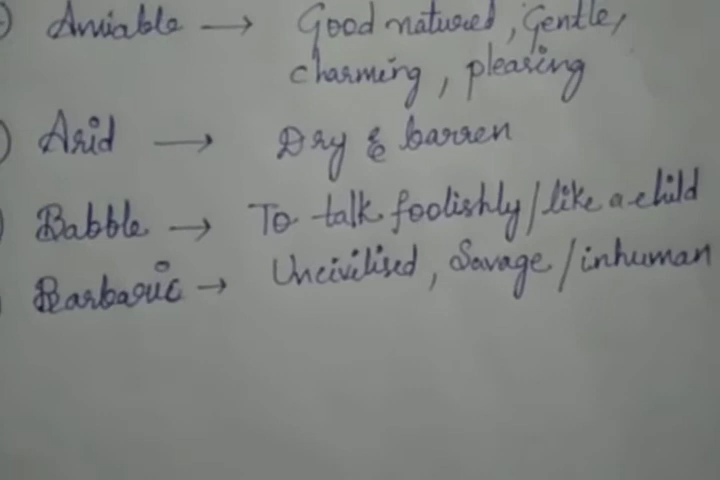 ) Amiable → Good natured, Gentle,
charming, pleasing
) Arid → Dry & barren
) Babble → To talk foolishly/like a child
Barbaric → Uncivilised, Savage/inhuman